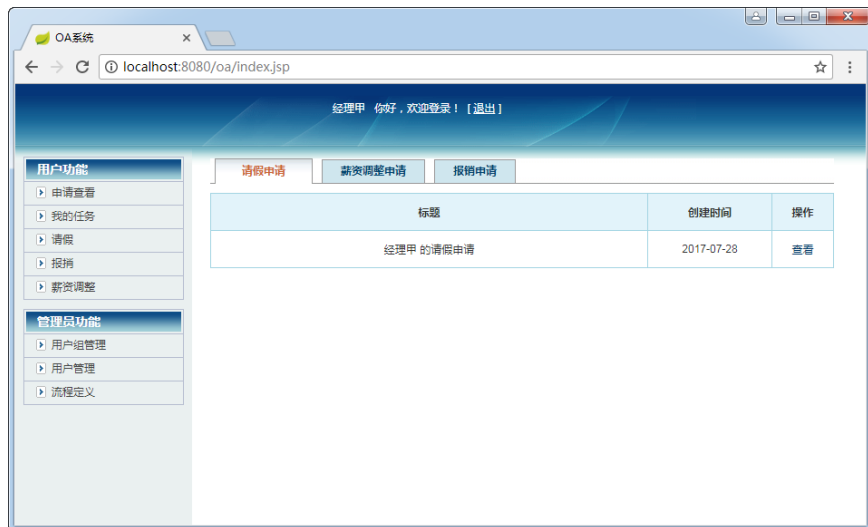 OA系统
localhost:8080/oa/index.jsp
经理甲 你好，欢迎登录！ [退出]
用户功能
申请查看
我的任务
请假
报销
薪资调整
管理员功能
用户组管理
用户管理
流程定义
请假申请 薪资调整申请 报销申请
标题 创建时间 操作
经理甲 的请假申请 2017-07-28 查看